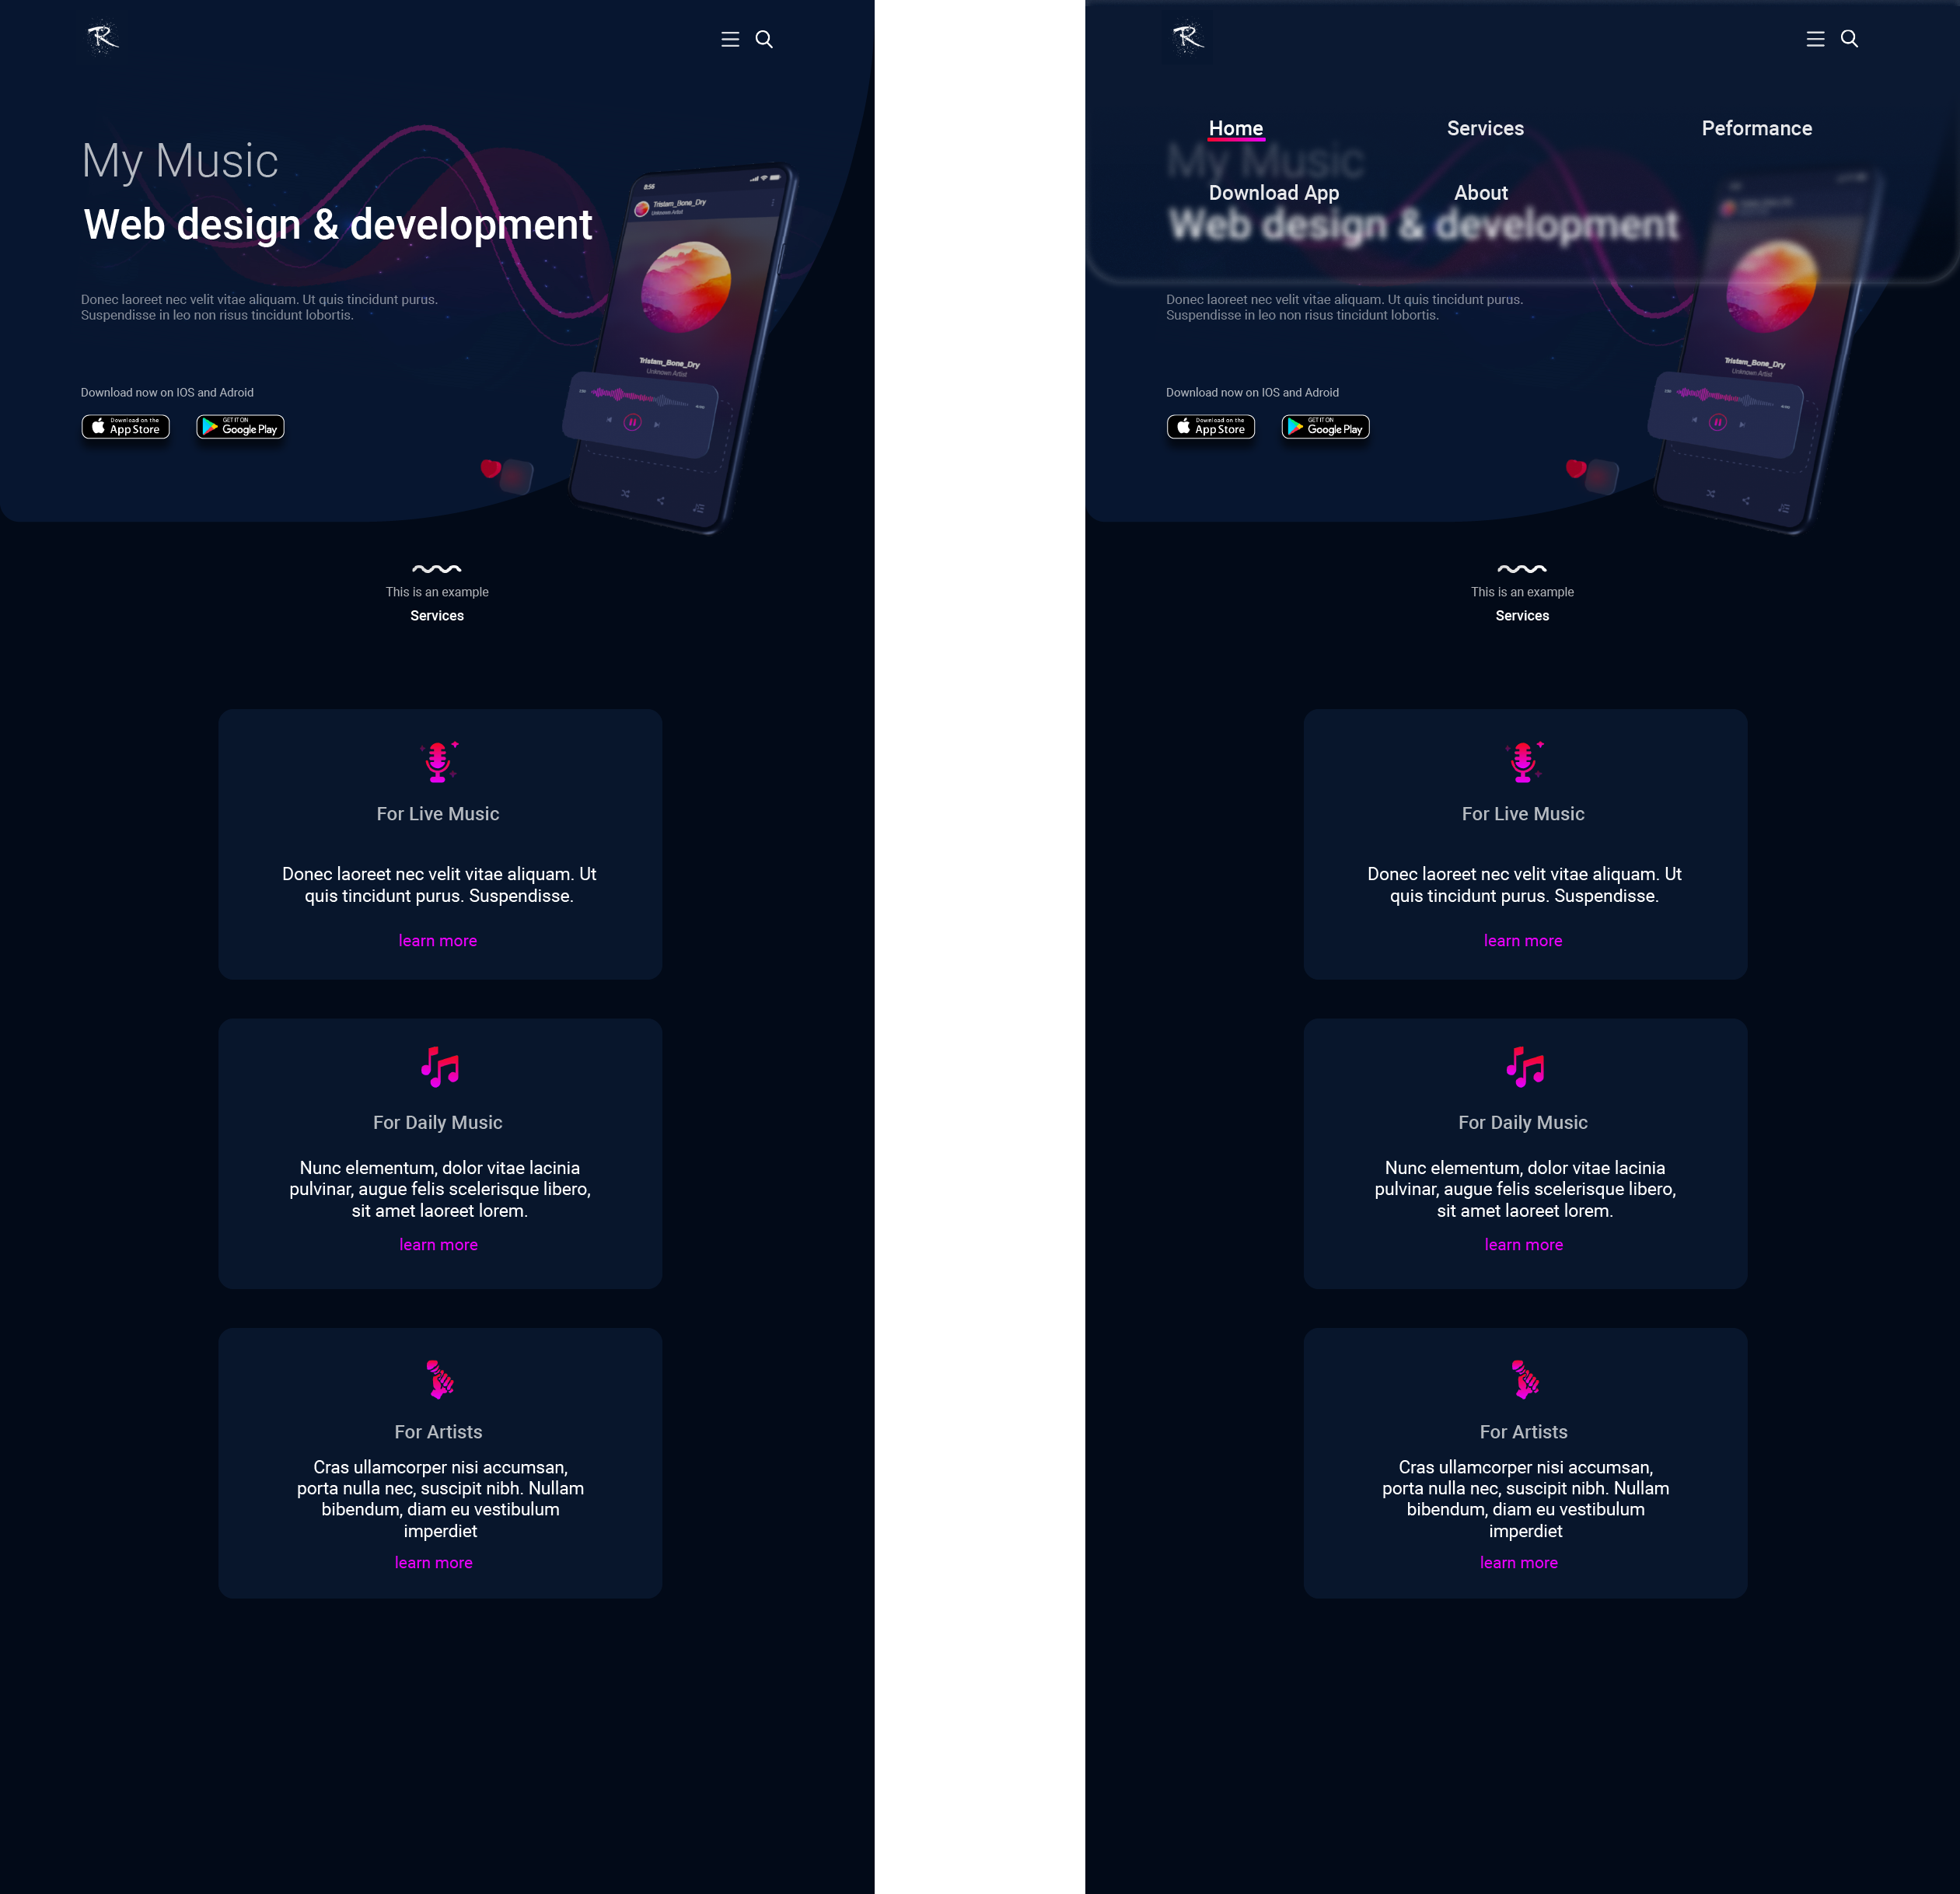 R
My Music
Web design & development
8:56
Tristam_Bone_Dry
Unknown Artist
Donec laoreet nec velit vitae aliquam. Ut quis tincidunt purus.
Suspendisse in leo non risus tincidunt lobortis.
Tristam_Bone_Dry
Unknown Artist
Download now on IOS and Adroid
Download on the
App Store
GET IT ON
Google Play
This is an example
Services
For Live Music
Donec laoreet nec velit vitae aliquam. Ut
quis tincidunt purus. Suspendisse.
learn more
For Daily Music
Nunc elementum, dolor vitae lacinia
pulvinar, augue felis scelerisque libero,
sit amet laoreet lorem.
learn more
For Artists
Cras ullamcorper nisi accumsan,
porta nulla nec, suscipit nibh. Nullam
bibendum, diam eu vestibulum
imperdiet
learn more
R
Home
Services
Peformance
My Music
Download App
About
Web design & development
Donec laoreet nec velit vitae aliquam. Ut quis tincidunt purus.
Suspendisse in leo non risus tincidunt lobortis.
Tristam_Bone_Dry
Unknown Artist
Download now on IOS and Adroid
Download on the
App Store
GET IT ON
Google Play
This is an example
Services
For Live Music
Donec laoreet nec velit vitae aliquam. Ut
quis tincidunt purus. Suspendisse.
learn more
For Daily Music
Nunc elementum, dolor vitae lacinia
pulvinar, augue felis scelerisque libero,
sit amet laoreet lorem.
learn more
For Artists
Cras ullamcorper nisi accumsan,
porta nulla nec, suscipit nibh. Nullam
bibendum, diam eu vestibulum
imperdiet
learn more